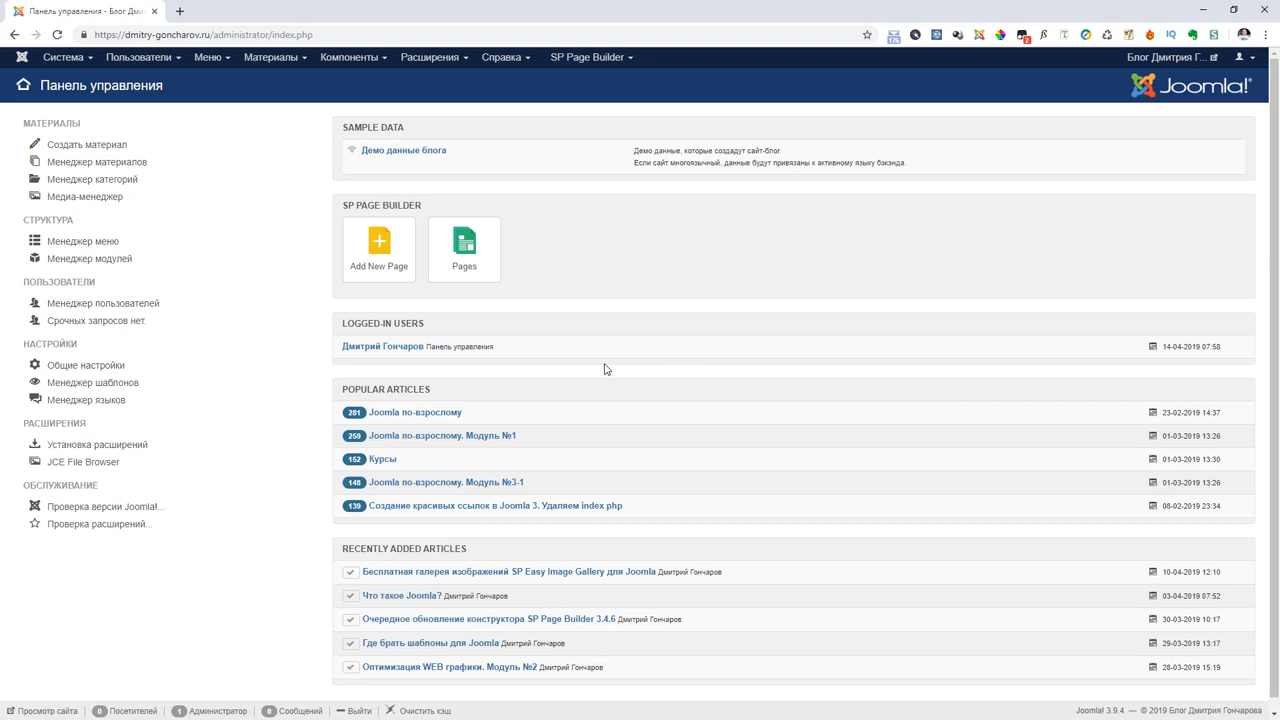 Панель управления - Блог Дми
https://dmitry-goncharov.ru/administrator/index.php
Система Пользователи Меню Материалы Компоненты Расширения Справка SP Page Builder Блог Дмитрия Г...
Панель управления Joomla!
МАТЕРИАЛЫ
Создать материал
Менеджер материалов
Менеджер категорий
Медиа-менеджер
СТРУКТУРА
Менеджер меню
Менеджер модулей
ПОЛЬЗОВАТЕЛИ
Менеджер пользователей
Срочных запросов нет.
НАСТРОЙКИ
Общие настройки
Менеджер шаблонов
Менеджер языков
РАСШИРЕНИЯ
Установка расширений
JCE File Browser
ОБСЛУЖИВАНИЕ
Проверка версии Joomla!...
Проверка расширений...
SAMPLE DATA
Демо данные блога
Демо данные, которые создадут сайт-блог.
Если сайт многоязычный, данные будут привязаны к активному языку бэкэнда.
SP PAGE BUILDER
Add New Page Pages
LOGGED-IN USERS
Дмитрий Гончаров Панель управления 14-04-2019 07:58
POPULAR ARTICLES
281 Joomla по-взрослому 23-02-2019 14:37
259 Joomla по-взрослому. Модуль №1 01-03-2019 13:26
152 Курсы 01-03-2019 13:30
148 Joomla по-взрослому. Модуль №3-1 01-03-2019 13:26
139 Создание красивых ссылок в Joomla 3. Удаляем index php 08-02-2019 23:34
RECENTLY ADDED ARTICLES
Бесплатная галерея изображений SP Easy Image Gallery для Joomla Дмитрий Гончаров 10-04-2019 12:10
Что такое Joomla? Дмитрий Гончаров 03-04-2019 07:52
Очередное обновление конструктора SP Page Builder 3.4.6 Дмитрий Гончаров 30-03-2019 10:17
Где брать шаблоны для Joomla Дмитрий Гончаров 29-03-2019 13:17
Оптимизация WEB графики. Модуль №2 Дмитрий Гончаров 28-03-2019 15:19
Просмотр сайта 0 Посетителей 1 Администратор 0 Сообщений Выйти Очистить кэш Joomla! 3.9.4 — © 2019 Блог Дмитрия Гончарова